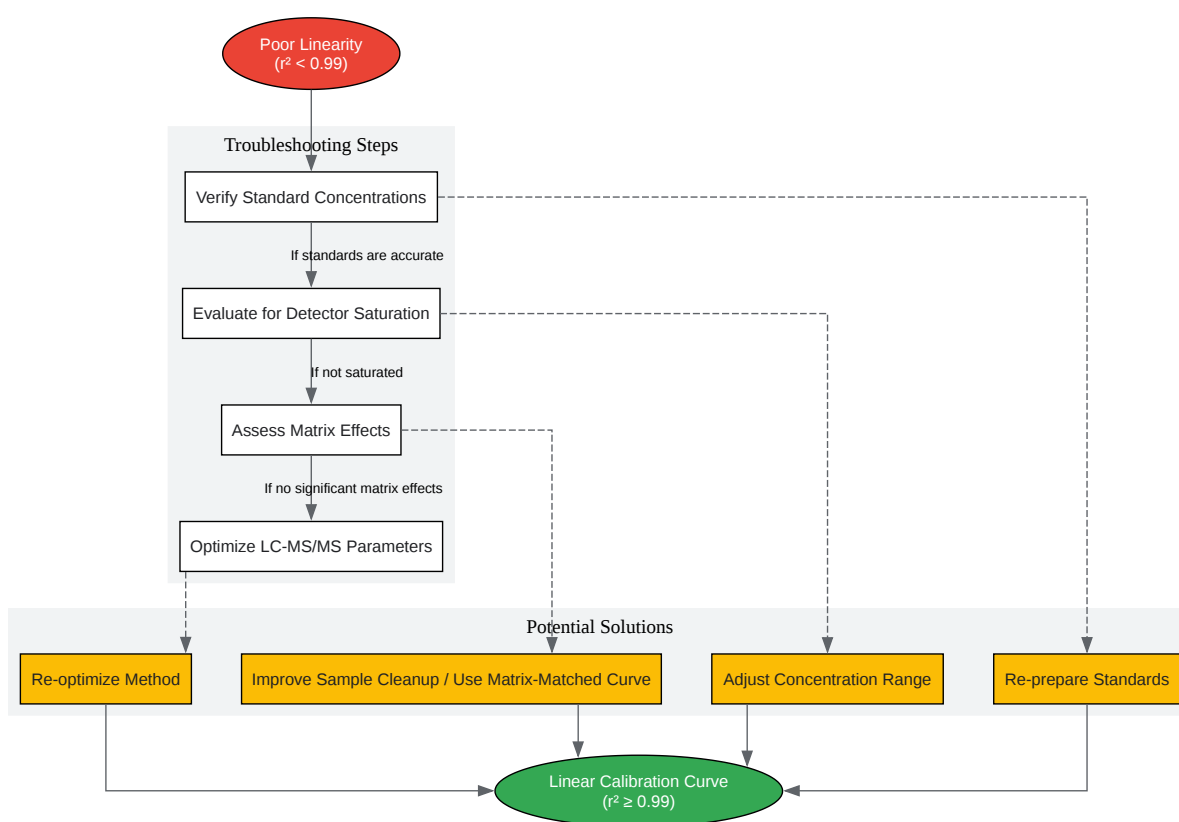 Poor Linearity
(r² < 0.99)
Troubleshooting Steps
Verify Standard Concentrations
If standards are accurate
Evaluate for Detector Saturation
If not saturated
Assess Matrix Effects
If no significant matrix effects
Optimize LC-MS/MS Parameters
Potential Solutions
Re-optimize Method
Improve Sample Cleanup / Use Matrix-Matched Curve
Adjust Concentration Range
Re-prepare Standards
Linear Calibration Curve
(r² ≥ 0.99)